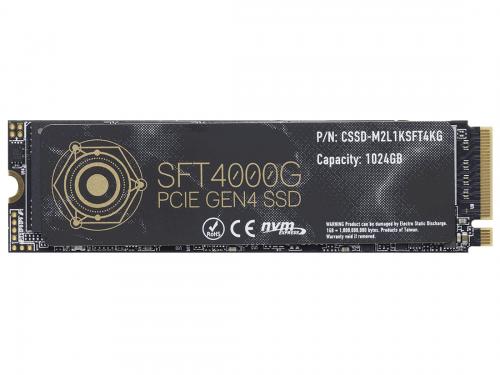 P/N: CSSD-M2L1KSFT4KG
Capacity: 1024GB
SFT4000G
PCIE GEN4 SSD
RoHS CE nvm EXPRESS
WARNING Product can be damaged by Electro Static Discharge.
1GB = 1,000,000,000 bytes. Products of Taiwan.
Warranty void if removed.